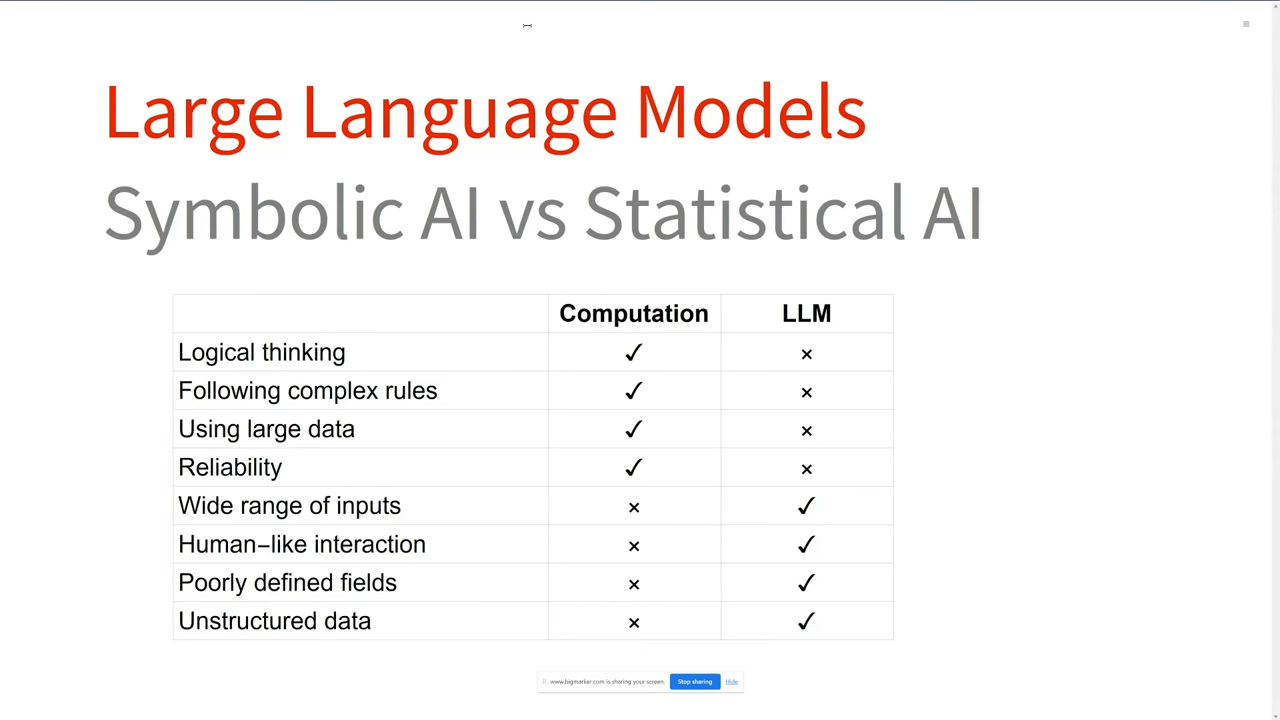 Large Language Models
Symbolic AI vs Statistical AI
Computation LLM
Logical thinking ✓ ×
Following complex rules ✓ ×
Using large data ✓ ×
Reliability ✓ ×
Wide range of inputs × ✓
Human–like interaction × ✓
Poorly defined fields × ✓
Unstructured data × ✓
www.bigmarker.com is sharing your screen. Stop sharing Hide